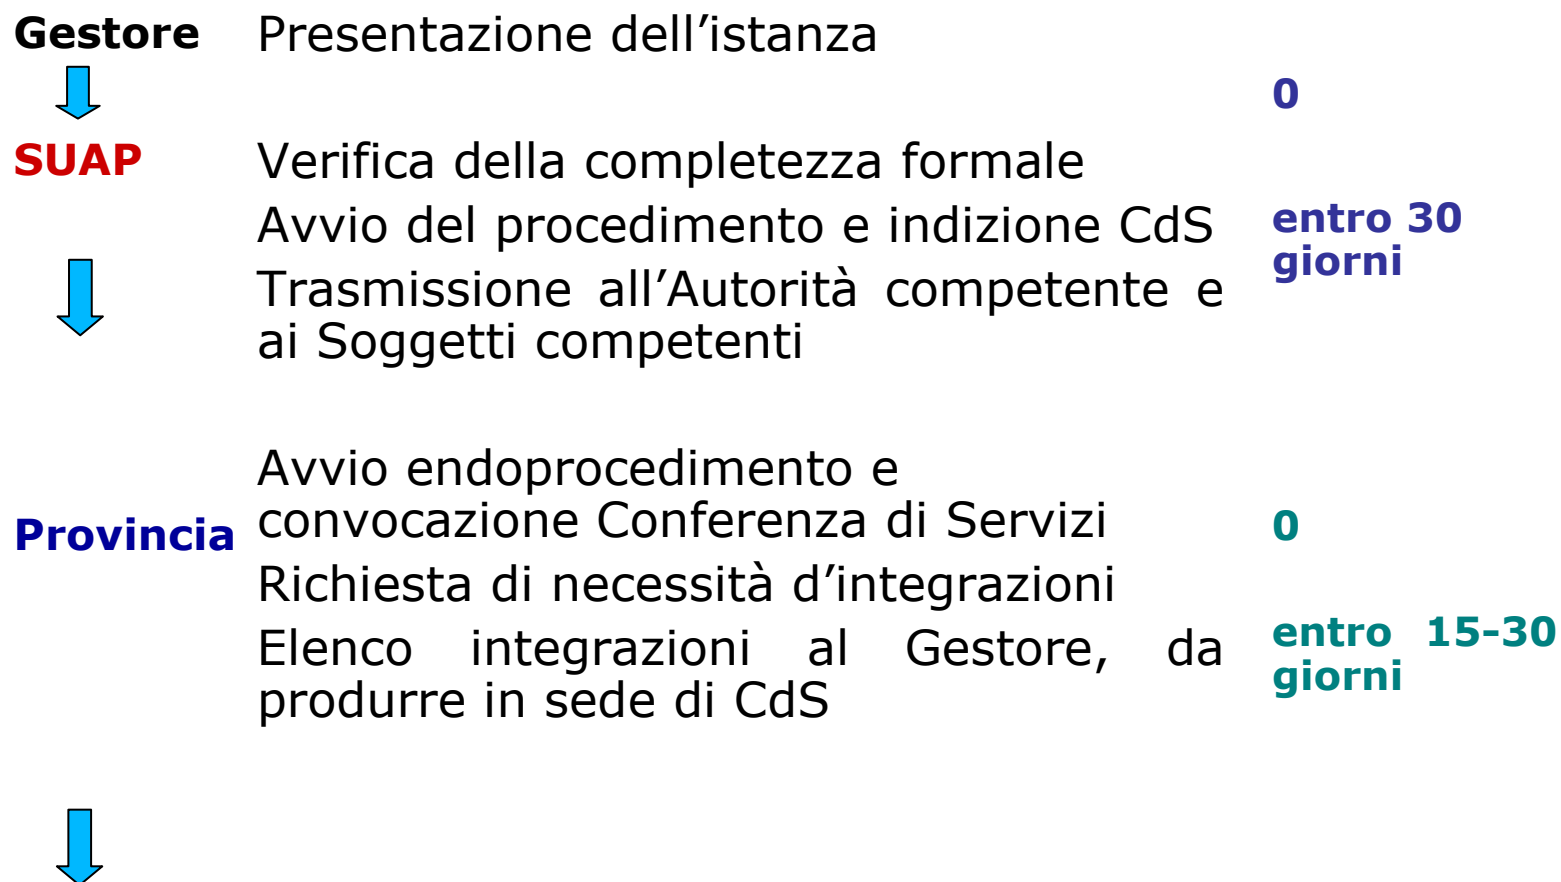 Gestore Presentazione dell’istanza
0
SUAP Verifica della completezza formale
Avvio del procedimento e indizione CdS
entro 30
giorni
Trasmissione all’Autorità competente e
ai Soggetti competenti
Avvio endoprocedimento e
Provincia convocazione Conferenza di Servizi
0
Richiesta di necessità d’integrazioni
Elenco integrazioni al Gestore, da
produrre in sede di CdS
entro 15-30
giorni